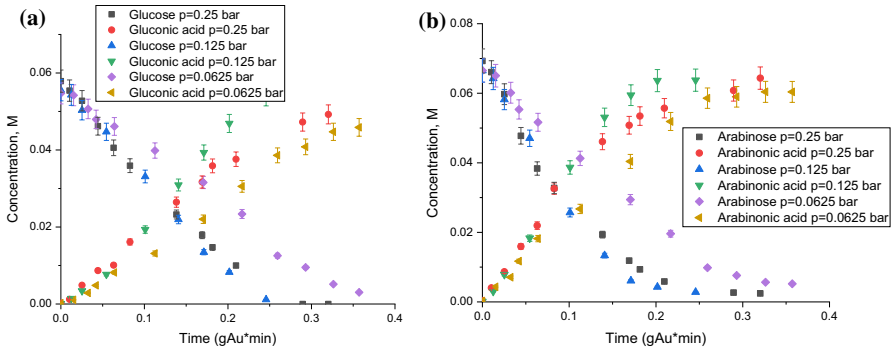 (a)
Glucose p=0.25 bar
Gluconic acid p=0.25 bar
Glucose p=0.125 bar
Gluconic acid p=0.125 bar
Glucose p=0.0625 bar
Gluconic acid p=0.0625 bar
Concentration, M
0.06
0.04
0.02
0.00
0.0
0.1
0.2
0.3
0.4
Time (gAu*min)
(b)
0.08
0.06
0.04
0.02
0.00
Arabinose p=0.25 bar
Arabinonic acid p=0.25 bar
Arabinose p=0.125 bar
Arabinonic acid p=0.125 bar
Arabinose p=0.0625 bar
Arabinonic acid p=0.0625 bar
Concentration, M
0.0
0.1
0.2
0.3
0.4
Time (gAu*min)